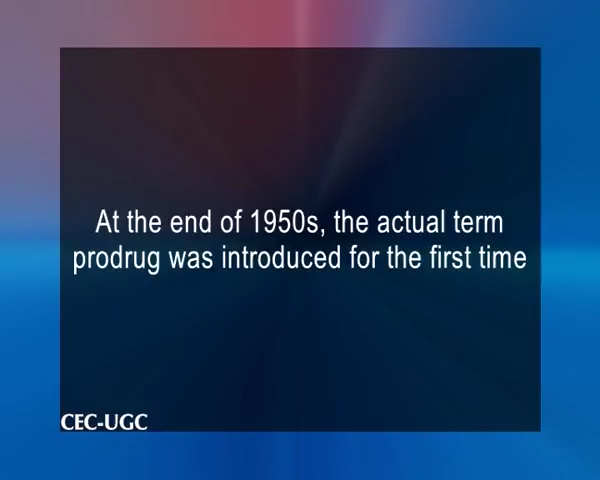 At the end of 1950s, the actual term
prodrug was introduced for the first time
CEC-UGC